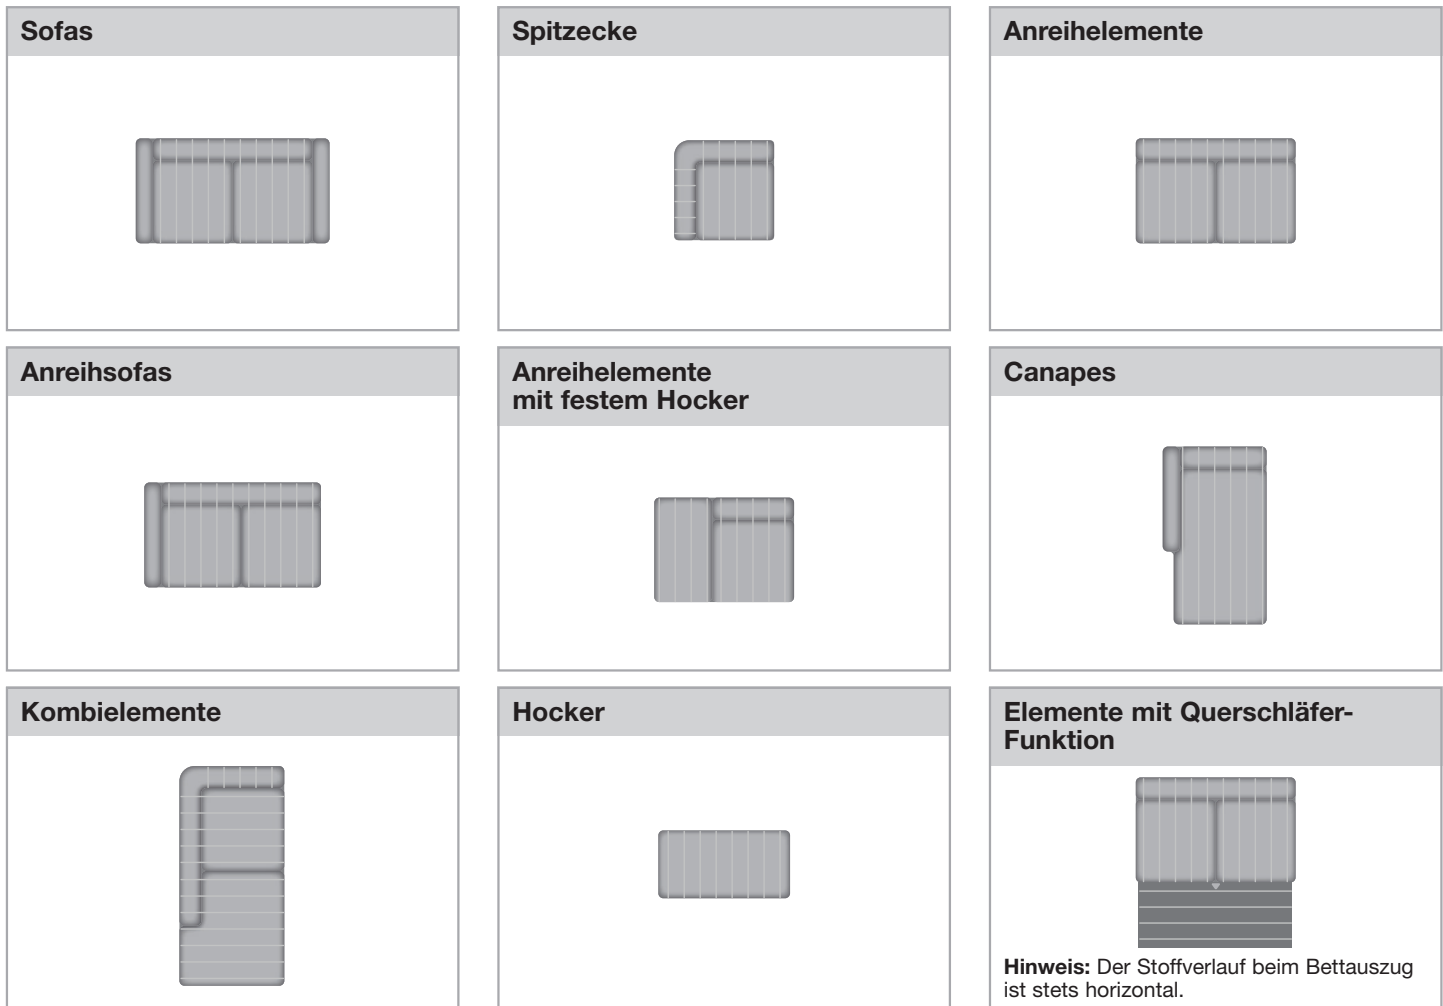 Sofas
Spitzecke
Anreihelemente
Anreihsofas
Anreihelemente
mit festem Hocker
Canapes
Kombielemente
Hocker
Elemente mit Querschläfer-
Funktion
Hinweis: Der Stoffverlauf beim Bettauszug
ist stets horizontal.